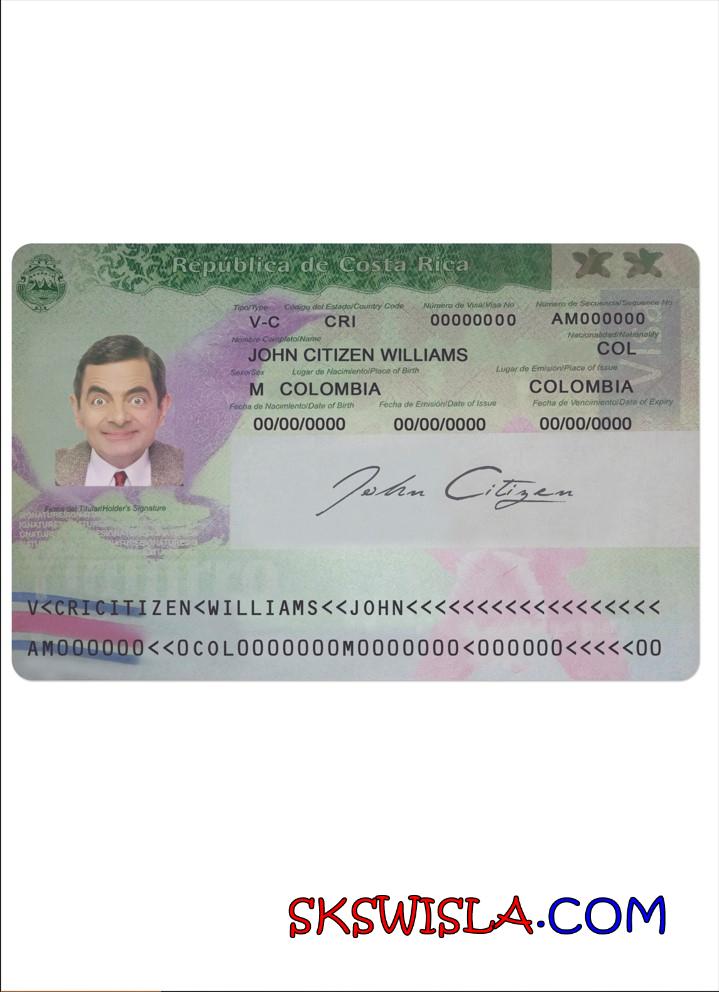 República de Costa Rica
Tipo/Type Código del Estado/Country Code Número de Visa/Visa No Número de Secuencia/Sequence No
V-C CRI 00000000 AM000000
Nombre Completo/Name Nacionalidad/Nationality
JOHN CITIZEN WILLIAMS COL
Sexo/Sex Lugar de Nacimiento/Place of Birth Lugar de Emisión/Place of Issue
M COLOMBIA COLOMBIA
Fecha de Nacimiento/Date of Birth Fecha de Emisión/Date of Issue Fecha de Vencimiento/Date of Expiry
00/00/0000 00/00/0000 00/00/0000
John Citizen
Firma del Titular/Holder's Signature
V<CRICITIZEN<WILLIAMS<<JOHN<<<<<<<<<<<<<<<<<<
AM000000<<0COL0000000M0000000<000000<<<<<00
SKSWISLA.COM